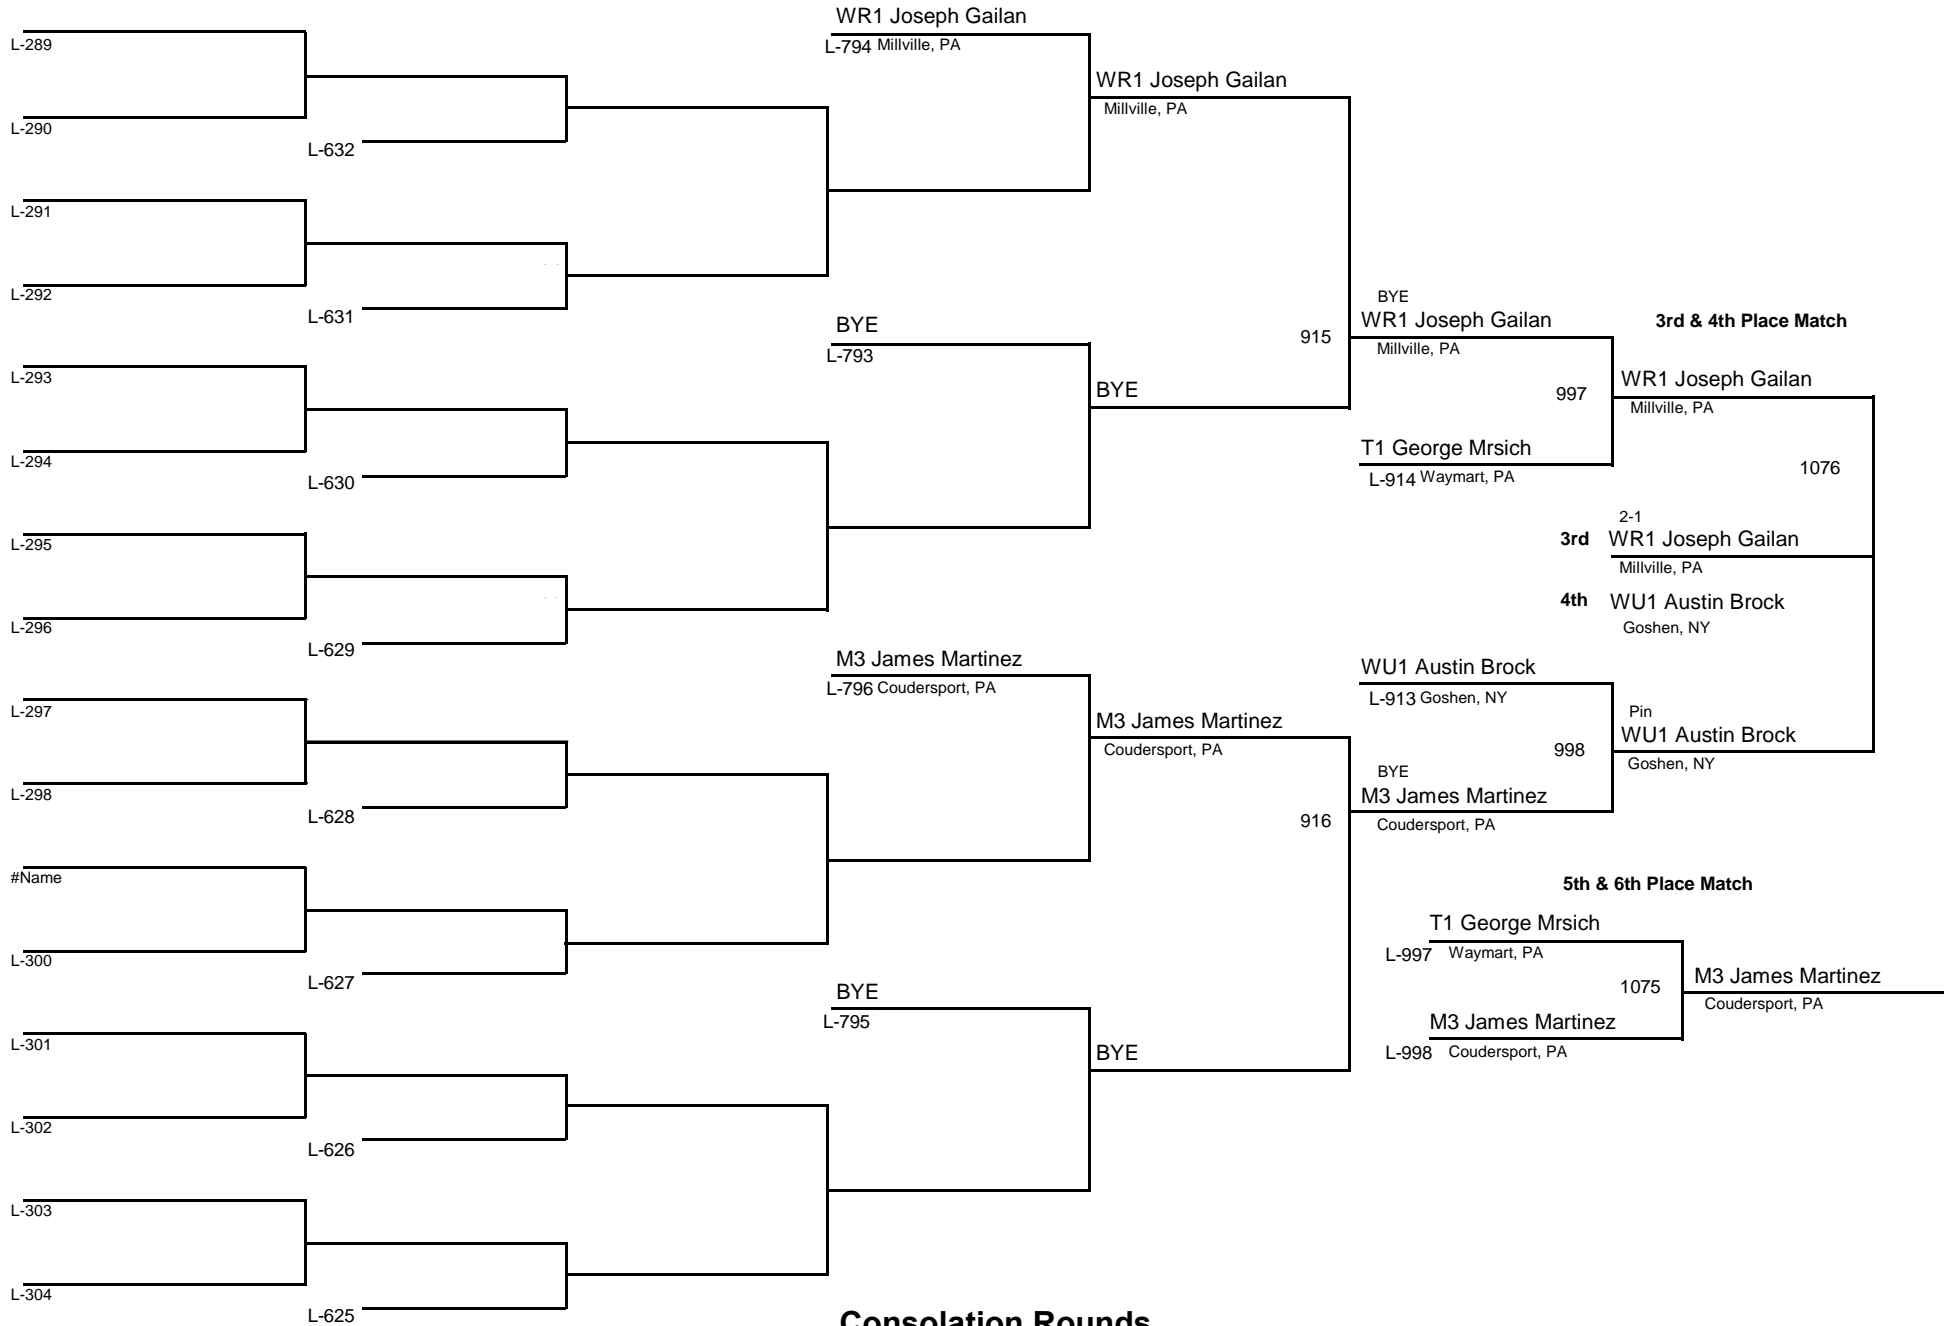 L-289
L-290
L-632
L-291
L-292
L-631
L-293
L-294
L-630
L-295
L-296
L-629
L-297
L-298
L-628
#Name
L-300
L-627
L-301
L-302
L-626
L-303
L-304
L-625
WR1 Joseph Gailan
L-794 Millville, PA
WR1 Joseph Gailan
Millville, PA
BYE
L-793
BYE
915
BYE
WR1 Joseph Gailan
Millville, PA
997
T1 George Mrsich
L-914 Waymart, PA
3rd & 4th Place Match
WR1 Joseph Gailan
Millville, PA
1076
2-1
3rd WR1 Joseph Gailan
Millville, PA
4th WU1 Austin Brock
Goshen, NY
M3 James Martinez
L-796 Coudersport, PA
M3 James Martinez
Coudersport, PA
916
WU1 Austin Brock
L-913 Goshen, NY
998
BYE
M3 James Martinez
Coudersport, PA
Pin
WU1 Austin Brock
Goshen, NY
BYE
L-795
BYE
5th & 6th Place Match
T1 George Mrsich
L-997 Waymart, PA
1075
M3 James Martinez
L-998 Coudersport, PA
M3 James Martinez
Coudersport, PA
Consolation Rounds